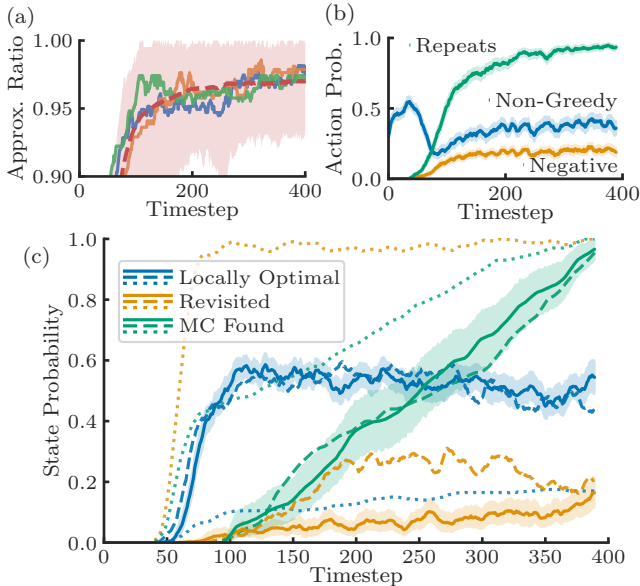 (a)
1.00
0.95
0.90
Approx. Ratio
0
200
400
Timestep
(b)
1.0
0.5
0.0
Action Prob.
Repeats
Non-Greedy
Negative
0
200
400
Timestep
(c)
1.0
0.8
0.6
0.4
0.2
0.0
State Probability
Locally Optimal
Revisited
MC Found
0
50
100
150
200
250
300
350
400
Timestep